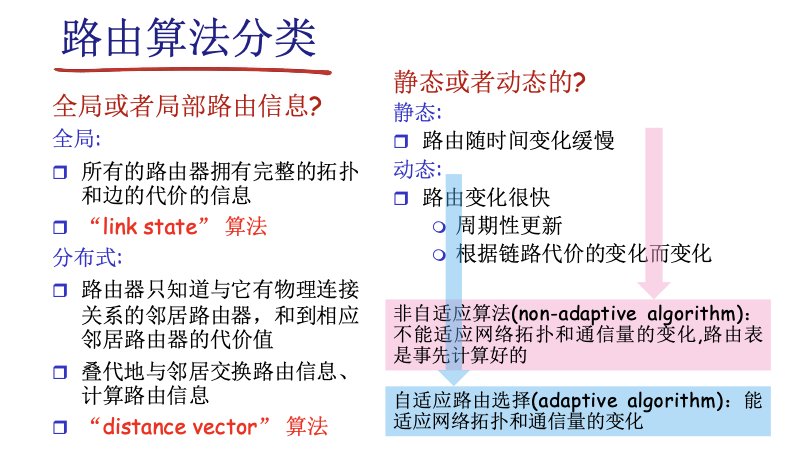 路由算法分类
全局或者局部路由信息?
全局:
所有的路由器拥有完整的拓扑
和边的代价的信息
“link state” 算法
分布式:
路由器只知道与它有物理连接
关系的邻居路由器，和到相应
邻居路由器的代价值
叠代地与邻居交换路由信息、
计算路由信息
“distance vector” 算法
静态或者动态的?
静态:
路由随时间变化缓慢
动态:
路由变化很快
周期性更新
根据链路代价的变化而变化
非自适应算法(non-adaptive algorithm)：
不能适应网络拓扑和通信量的变化,路由表
是事先计算好的
自适应路由选择(adaptive algorithm)：能
适应网络拓扑和通信量的变化